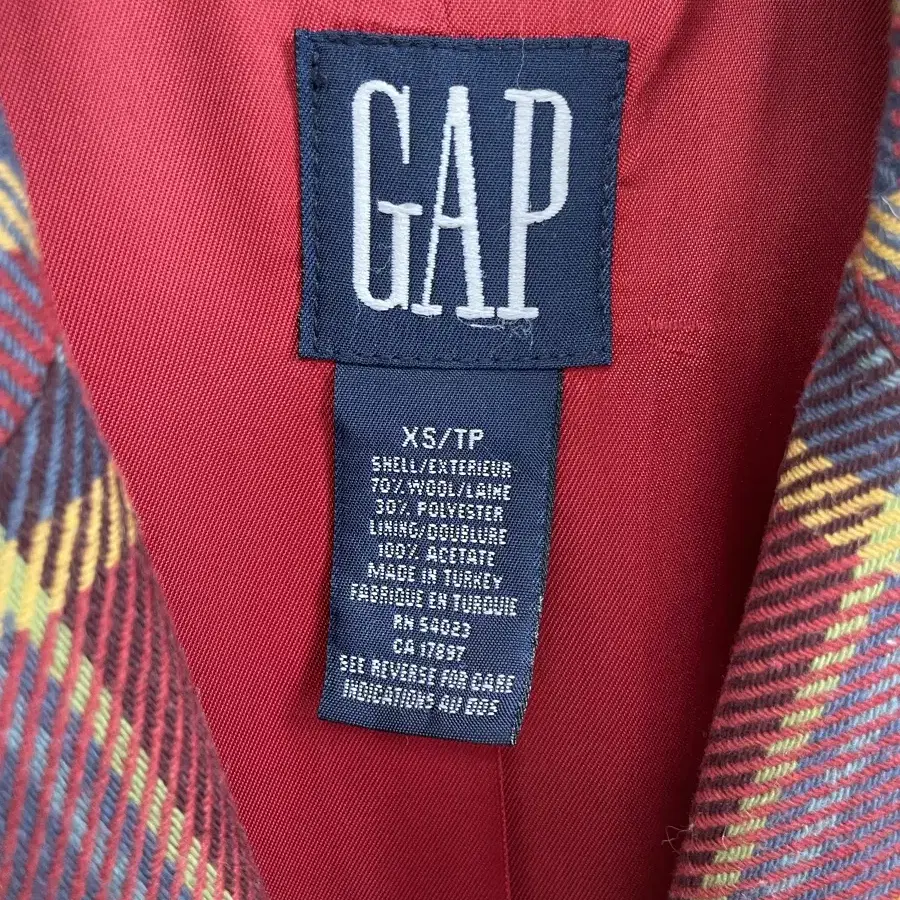 GAP
XS/TP
SHELL/EXTERIEUR
70% WOOL/LAINE
30% POLYESTER
LINING/DOUBLURE
100% ACETATE
MADE IN TURKEY
FABRIQUE EN TURQUIE
RN 54023
CA 17897
SEE REVERSE FOR CARE
INDICATIONS AU DOS